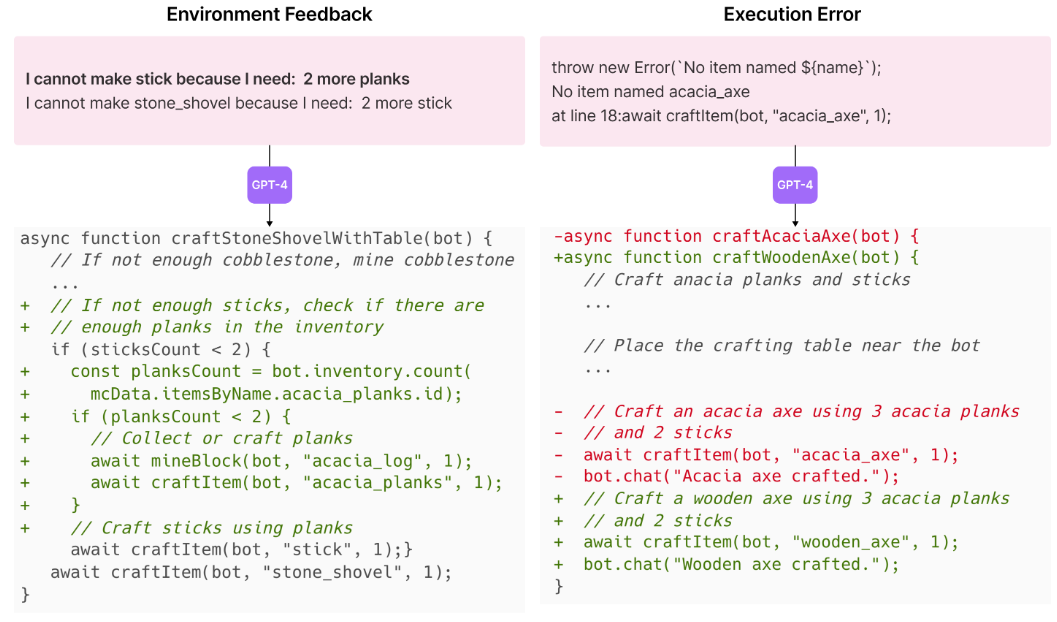 Environment Feedback
I cannot make stick because I need:  2 more planks
I cannot make stone_shovel because I need:  2 more stick
GPT-4
async function craftStoneShovelWithTable(bot) {
   // If not enough cobblestone, mine cobblestone
   ...
+  // If not enough sticks, check if there are
+  // enough planks in the inventory
   if (sticksCount < 2) {
+    const planksCount = bot.inventory.count(
+      mcData.itemsByName.acacia_planks.id);
+    if (planksCount < 2) {
+      // Collect or craft planks
+      await mineBlock(bot, "acacia_log", 1);
+      await craftItem(bot, "acacia_planks", 1);
+    }
+    // Craft sticks using planks
     await craftItem(bot, "stick", 1);}
   await craftItem(bot, "stone_shovel", 1);
}
Execution Error
throw new Error(`No item named ${name}`);
No item named acacia_axe
at line 18:await craftItem(bot, "acacia_axe", 1);
GPT-4
-async function craftAcaciaAxe(bot) {
+async function craftWoodenAxe(bot) {
   // Craft anacia planks and sticks
   ...
   // Place the crafting table near the bot
   ...
-  // Craft an acacia axe using 3 acacia planks
-  // and 2 sticks
-  await craftItem(bot, "acacia_axe", 1);
-  bot.chat("Acacia axe crafted.");
+  // Craft a wooden axe using 3 acacia planks
+  // and 2 sticks
+  await craftItem(bot, "wooden_axe", 1);
+  bot.chat("Wooden axe crafted.");
}